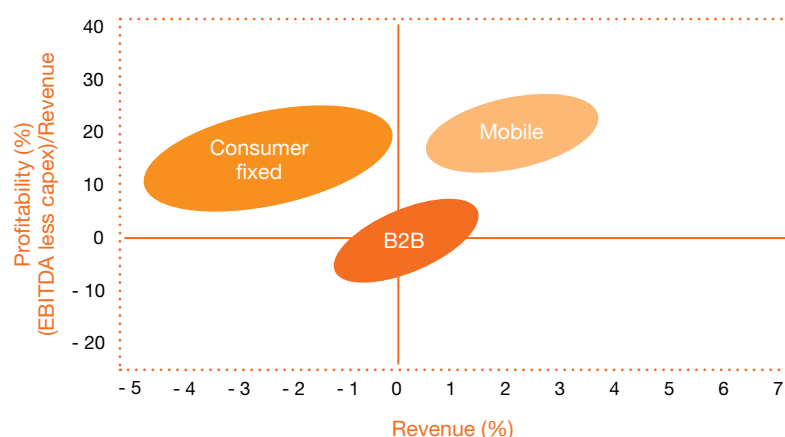 Profitability (%)
(EBITDA less capex)/Revenue
40
30
20
10
0
- 10
- 20
Consumer
fixed
Mobile
B2B
- 5 - 4 - 3 - 2 - 1 0 1 2 3 4 5 6 7
Revenue (%)